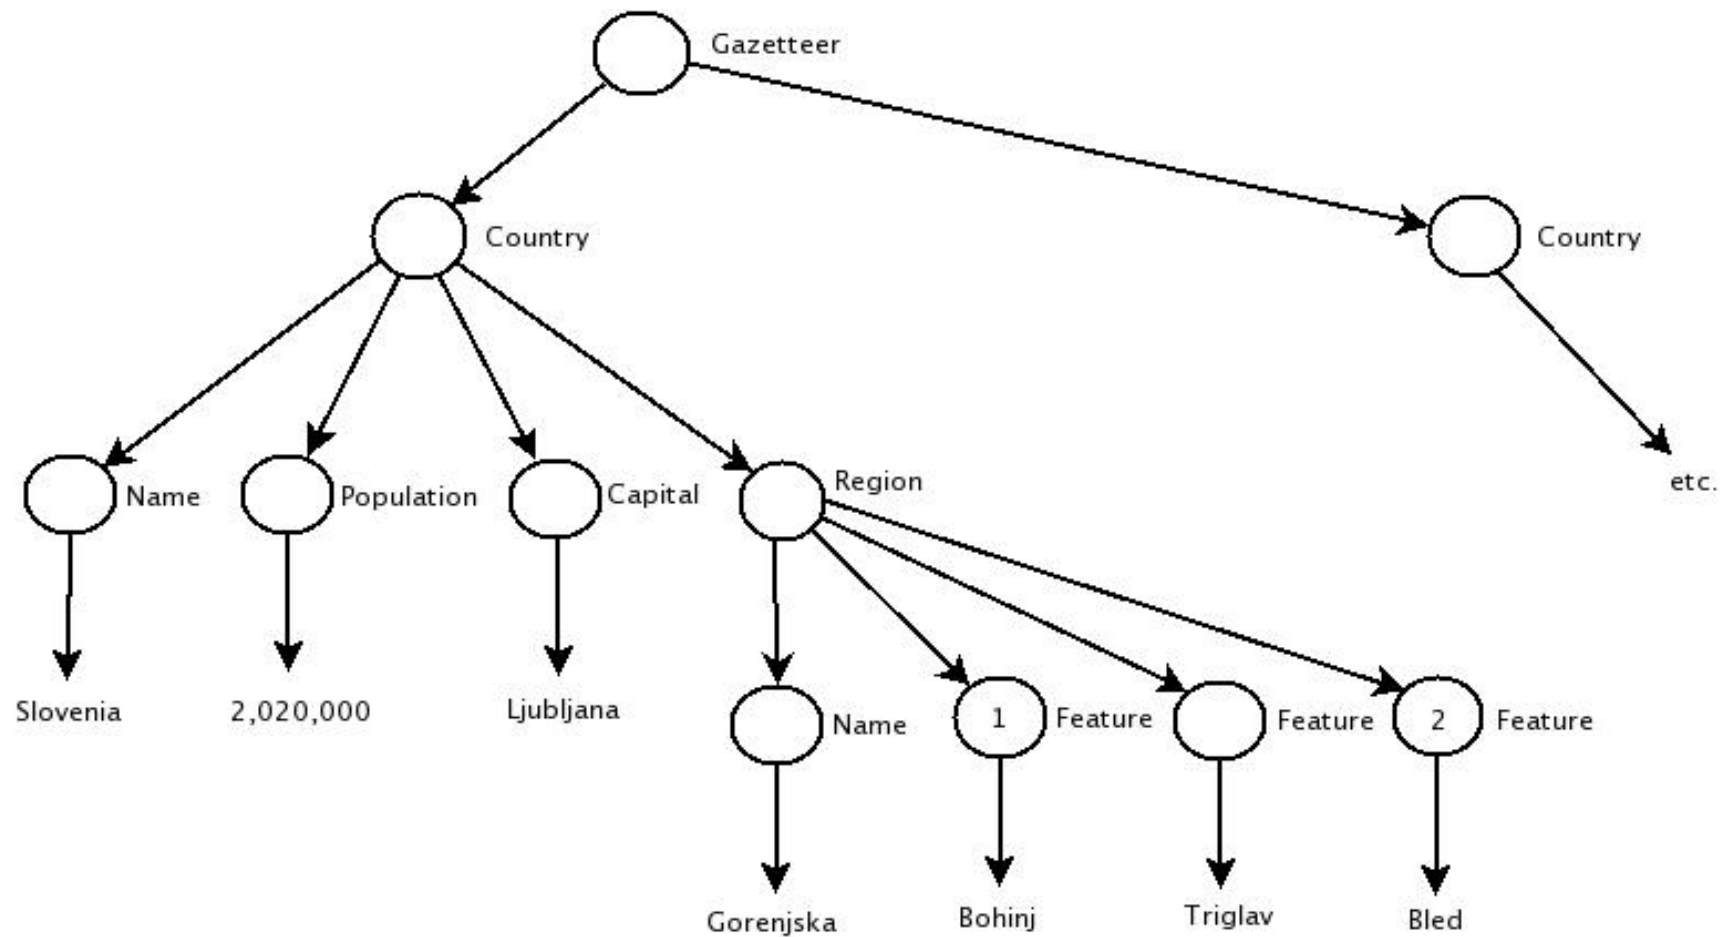 Gazetteer
Country
Country
Name
Population
Capital
Region
etc.
Slovenia
2,020,000
Ljubljana
Name
1
Feature
Feature
2
Feature
Gorenjska
Bohinj
Triglav
Bled